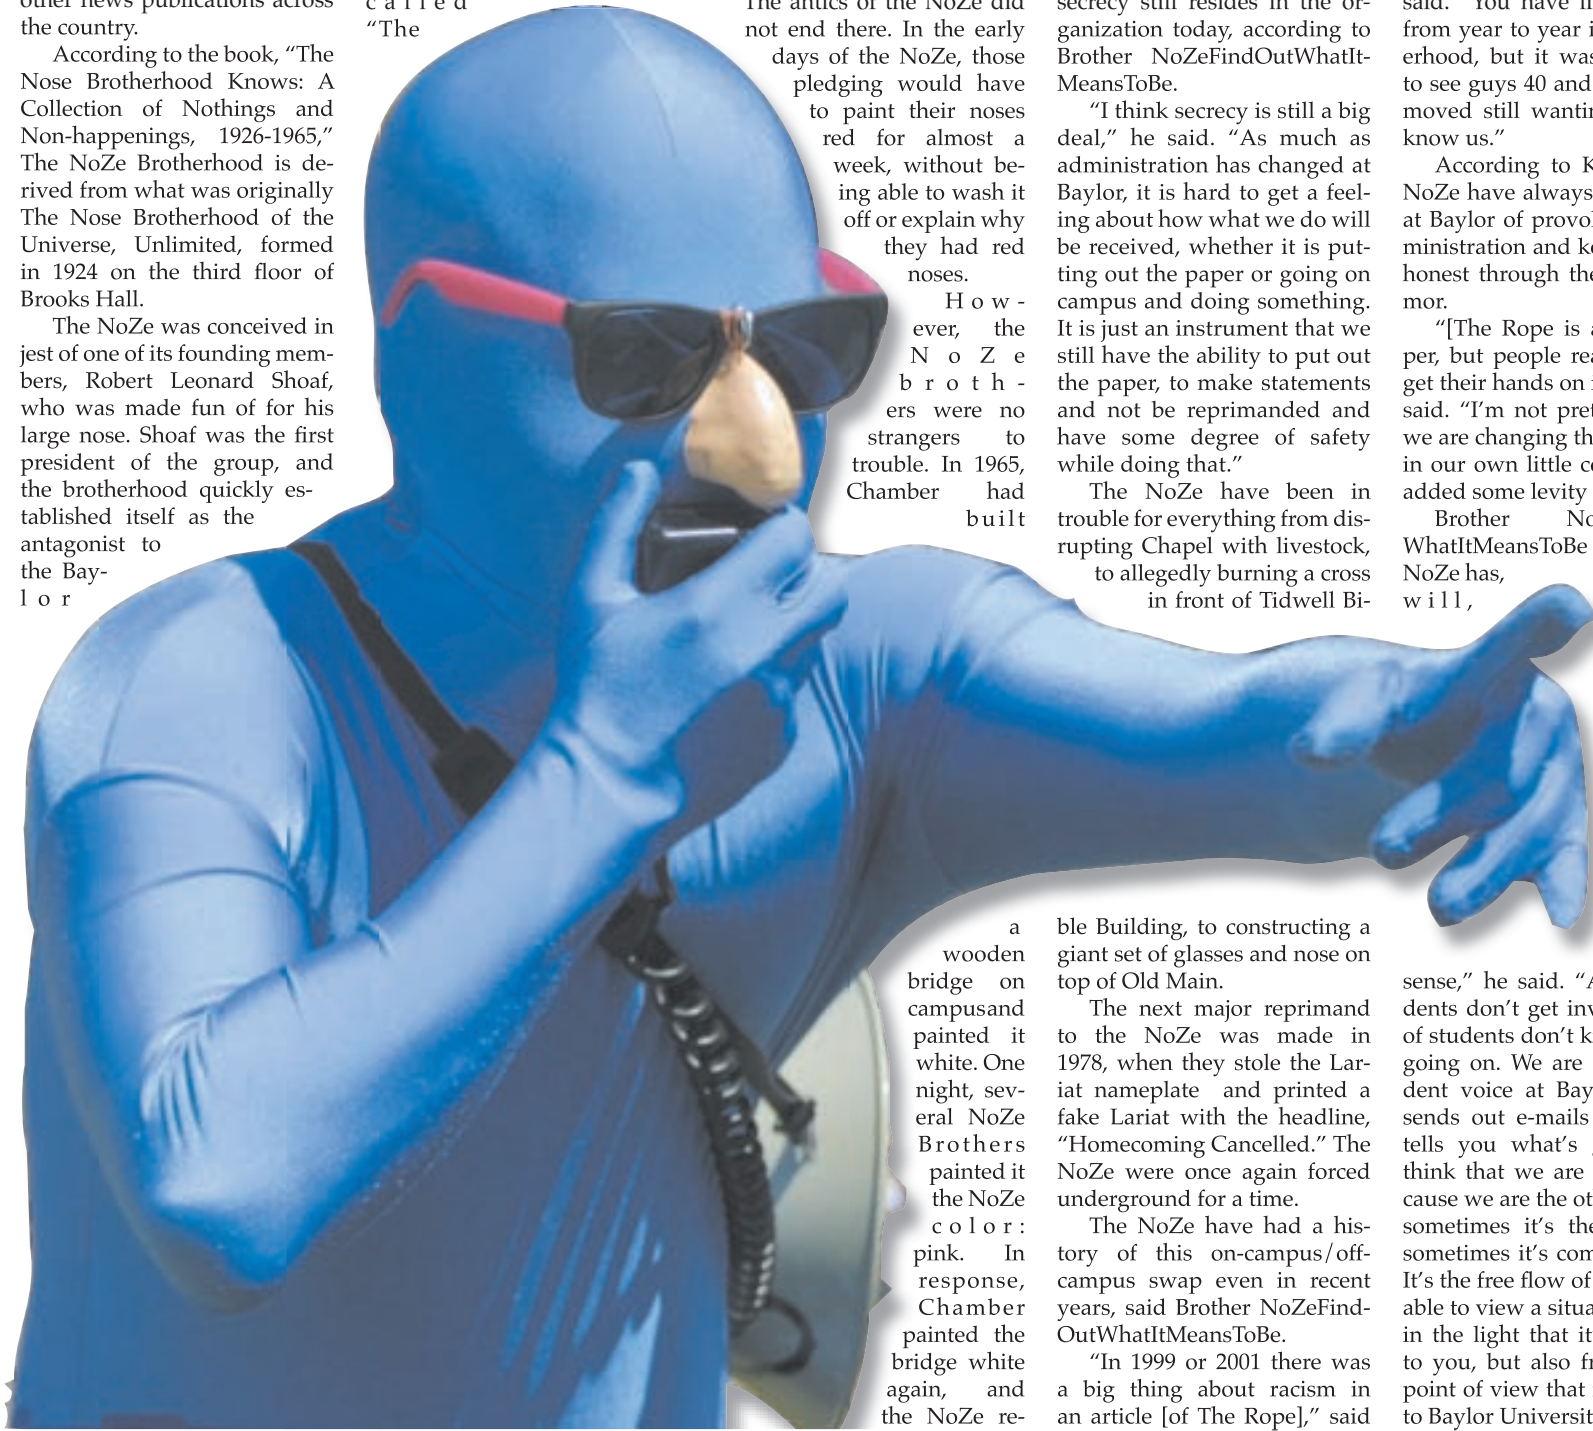 other news publications across
the country.
According to the book, “The
Nose Brotherhood Knows: A
Collection of Nothings and
Non-happenings, 1926-1965,”
The NoZe Brotherhood is de-
rived from what was originally
The Nose Brotherhood of the
Universe, Unlimited, formed
in 1924 on the third floor of
Brooks Hall.
The NoZe was conceived in
jest of one of its founding mem-
bers, Robert Leonard Shoaf,
who was made fun of for his
large nose. Shoaf was the first
president of the group, and
the brotherhood quickly es-
tablished itself as the
antagonist to
the Bay-
lor
called
“The
The antics of the NoZe did
not end there. In the early
days of the NoZe, those
pledging would have
to paint their noses
red for almost a
week, without be-
ing able to wash it
off or explain why
they had red
noses.
How-
ever, the
NoZe
broth-
ers were no
strangers to
trouble. In 1965,
Chamber had
built
a
wooden
bridge on
campusand
painted it
white. One
night, sev-
eral NoZe
Brothers
painted it
the NoZe
color:
pink. In
response,
Chamber
painted the
bridge white
again, and
the NoZe re-
secrecy still resides in the or-
ganization today, according to
Brother NoZeFindOutWhatIt-
MeansToBe.
“I think secrecy is still a big
deal,” he said. “As much as
administration has changed at
Baylor, it is hard to get a feel-
ing about how what we do will
be received, whether it is put-
ting out the paper or going on
campus and doing something.
It is just an instrument that we
still have the ability to put out
the paper, to make statements
and not be reprimanded and
have some degree of safety
while doing that.”
The NoZe have been in
trouble for everything from dis-
rupting Chapel with livestock,
to allegedly burning a cross
in front of Tidwell Bi-
ble Building, to constructing a
giant set of glasses and nose on
top of Old Main.
The next major reprimand
to the NoZe was made in
1978, when they stole the Lar-
iat nameplate and printed a
fake Lariat with the headline,
“Homecoming Cancelled.” The
NoZe were once again forced
underground for a time.
The NoZe have had a his-
tory of this on-campus/off-
campus swap even in recent
years, said Brother NoZeFind-
OutWhatItMeansToBe.
“In 1999 or 2001 there was
a big thing about racism in
an article [of The Rope],” said
said. “You have
from year to year
erhood, but it was
to see guys 40 and
moved still
know us.”
According to
NoZe have always
at Baylor of
ministration and
honest through the
mor.
“[The Rope is
per, but people
get their hands on
said. “I’m not
we are changing
in our own little
added some levity
Brother
WhatItMeansToBe
NoZe has,
will,
sense,” he said.
dents don’t get
of students don’t
going on. We are
dent voice at
sends out e-mails
tells you what’s
think that we are
cause we are the
sometimes it’s
sometimes it’s
It’s the free flow of
able to view a
in the light that it
to you, but also
point of view that
to Baylor